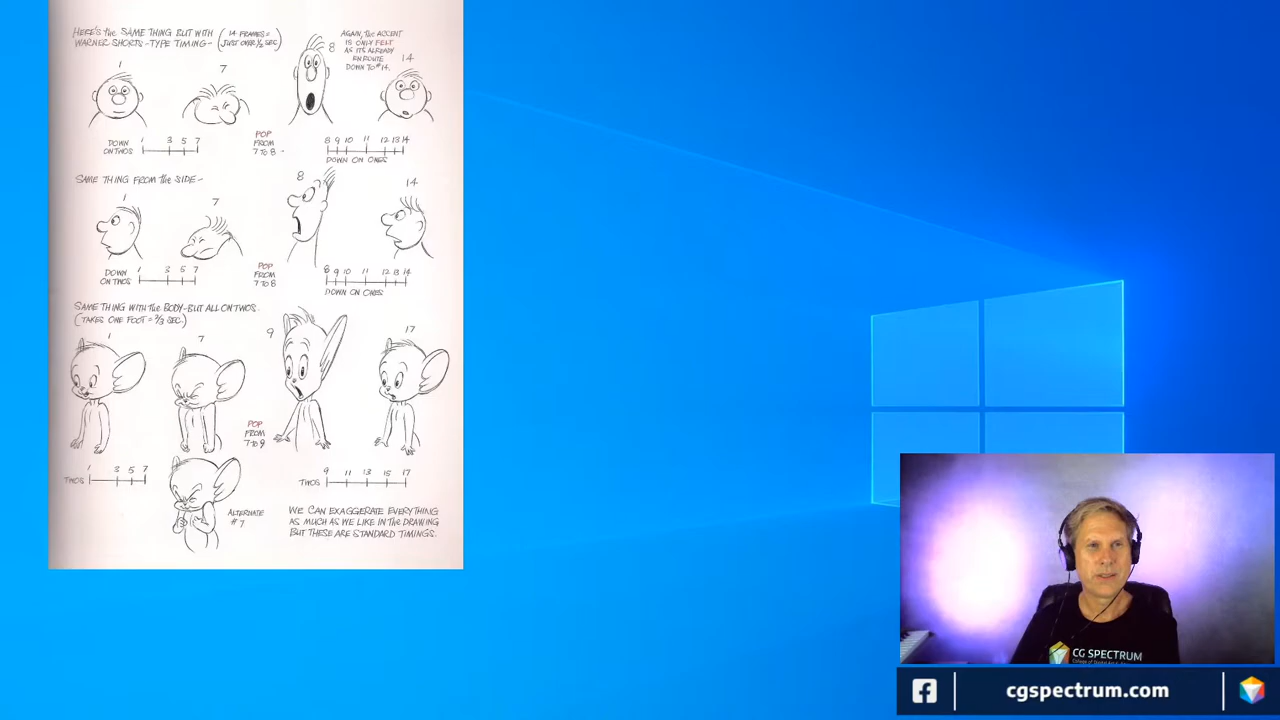 HERE'S the SAME THING BUT WITH
WARNER SHORTS-TYPE TIMING-
(14 FRAMES=
JUST OVER 1/2 SEC)
AGAIN, the ACCENT
IS ONLY FELT
AS IT'S ALREADY
EN ROUTE
DOWN TO #14.
1
7
8
14
DOWN
ON TWOS
1 3 5 7
POP
FROM
7 TO 8
8 9 10 11 12 13 14
DOWN ON ONES
SAME THING FROM the SIDE-
1
7
8
14
DOWN
ON TWOS
1 3 5 7
POP
FROM
7 TO 8
8 9 10 11 12 13 14
DOWN ON ONES
SAME THING WITH the BODY-BUT ALL ON TWOS.
(TAKES ONE FOOT = 2/3 SEC.)
1
7
9
17
POP
FROM
7 TO 9
TWOS
1 3 5 7
TWOS
9 11 13 15 17
ALTERNATE
#7
WE CAN EXAGGERATE EVERYTHING
AS MUCH AS WE LIKE IN the DRAWING
BUT THESE ARE STANDARD TIMINGS.
CG SPECTRUM
cgspectrum.com